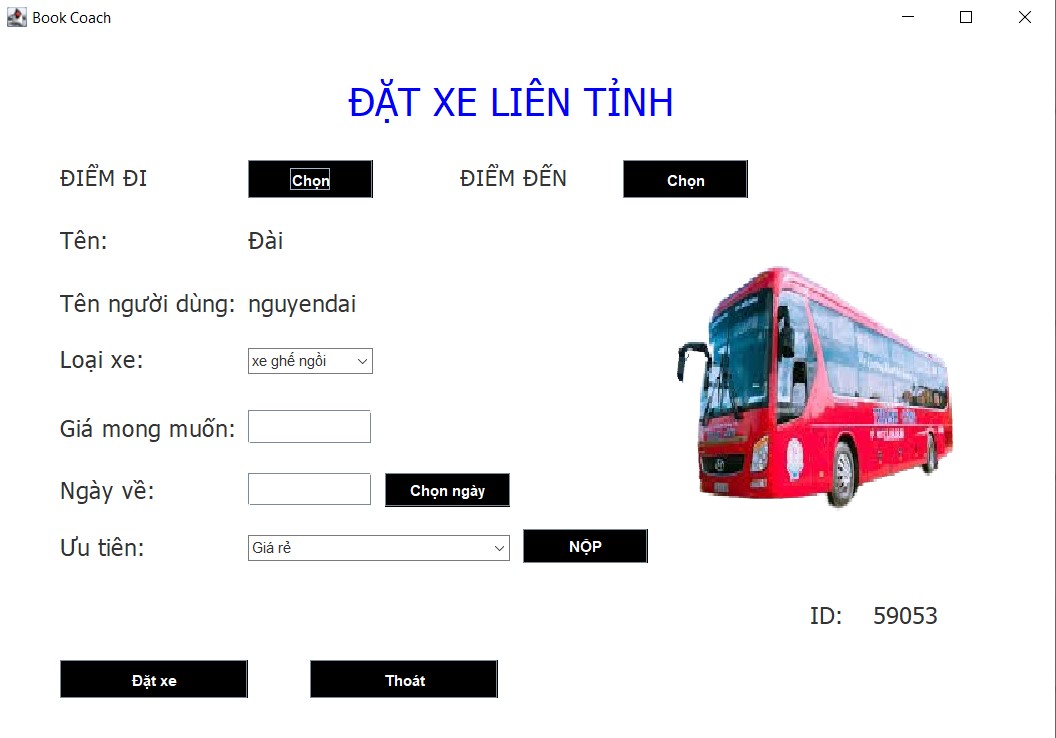 Book Coach
ĐẶT XE LIÊN TỈNH
ĐIỂM ĐI Chọn ĐIỂM ĐẾN Chọn
Tên: Đài
Tên người dùng: nguyendai
Loại xe: xe ghế ngồi
Giá mong muốn:
Ngày về: Chọn ngày
Ưu tiên: Giá rẻ NỘP
ID: 59053
Đặt xe Thoát